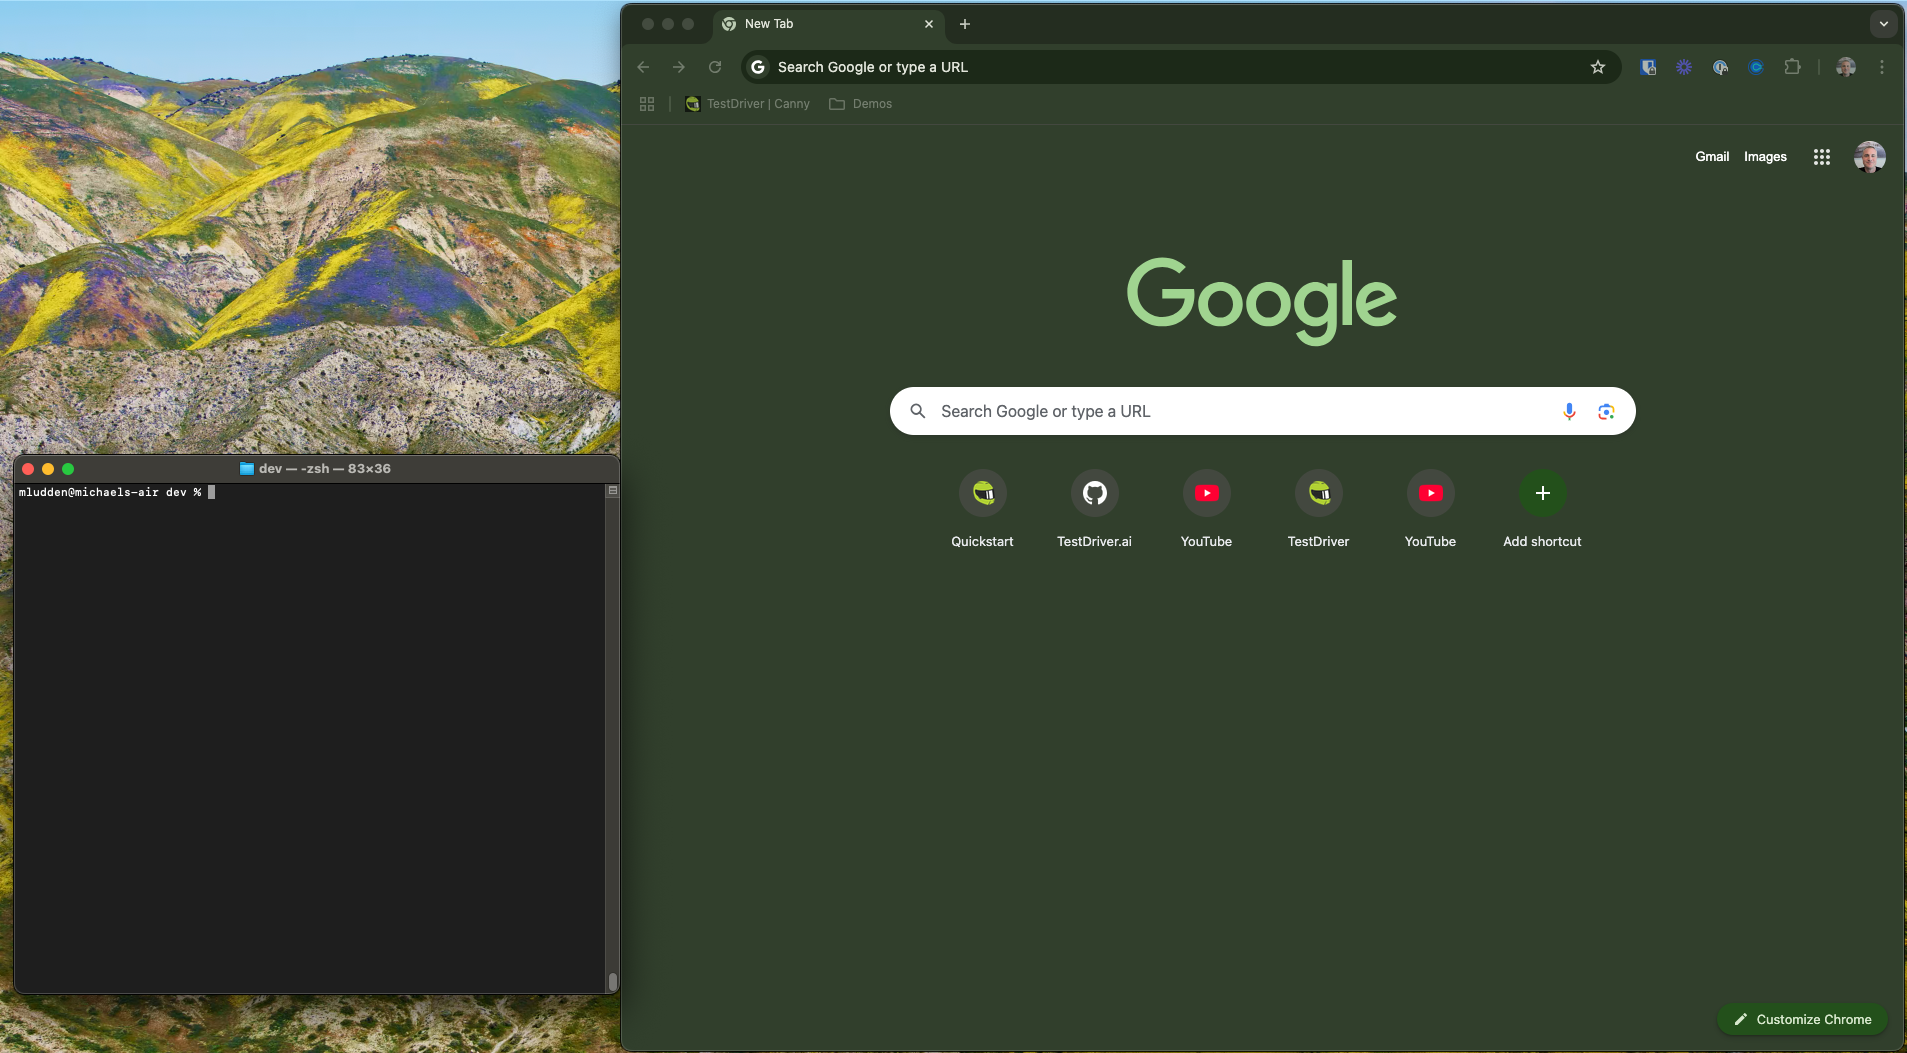 New Tab
Search Google or type a URL
TestDriver | Canny
Demos
Gmail
Images
Google
Search Google or type a URL
Quickstart
TestDriver.ai
YouTube
TestDriver
YouTube
Add shortcut
Customize Chrome
dev — -zsh — 83×36
mludden@michaels-air dev %